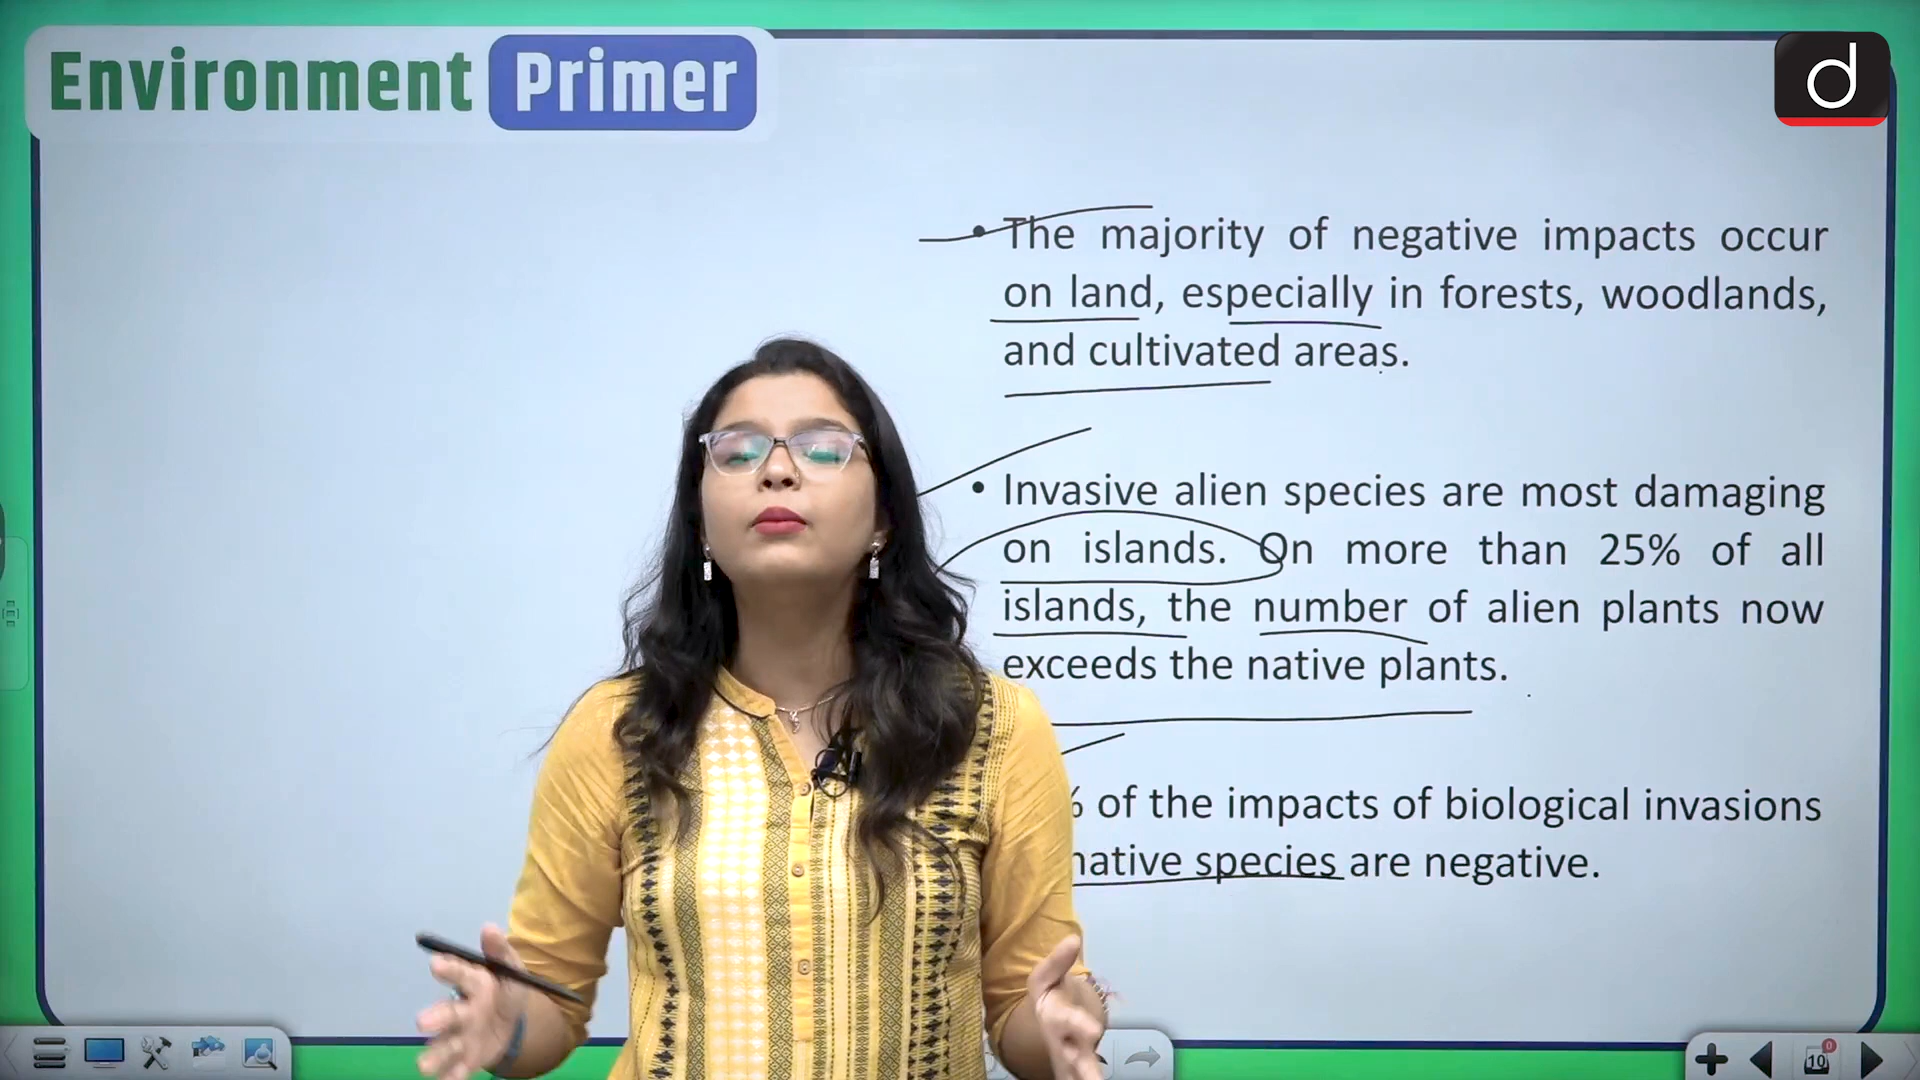 Environment Primer
d
• The majority of negative impacts occur
on land, especially in forests, woodlands,
and cultivated areas.
• Invasive alien species are most damaging
on islands. On more than 25% of all
islands, the number of alien plants now
exceeds the native plants.
% of the impacts of biological invasions
native species are negative.
10
0